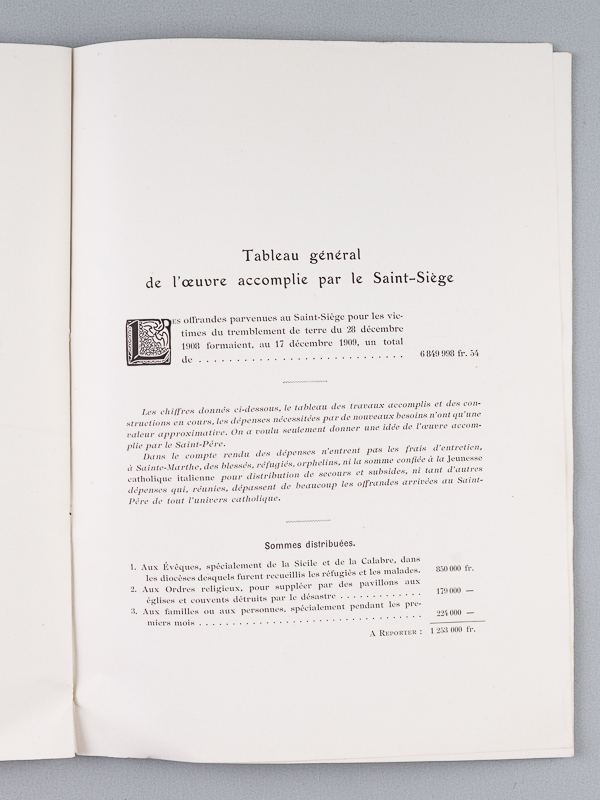 Tableau général
de l'œuvre accomplie par le Saint-Siège
LES offrandes parvenues au Saint-Siège pour les vic-
times du tremblement de terre du 28 décembre
1908 formaient, au 17 décembre 1909, un total
de . . . . . . . . . . . . . . . . . . . . . . . . . . . 6 849 998 fr. 54
Les chiffres donnés ci-dessous, le tableau des travaux accomplis et des con-
structions en cours, les dépenses nécessitées par de nouveaux besoins n'ont qu'une
valeur approximative. On a voulu seulement donner une idée de l'œuvre accom-
plie par le Saint-Père.
Dans le compte rendu des dépenses n'entrent pas les frais d'entretien,
à Sainte-Marthe, des blessés, réfugiés, orphelins, ni la somme confiée à la Jeunesse
catholique italienne pour distribution de secours et subsides, ni tant d'autres
dépenses qui, réunies, dépassent de beaucoup les offrandes arrivées au Saint-
Père de tout l'univers catholique.
Sommes distribuées.
1. Aux Évêques, spécialement de la Sicile et de la Calabre, dans
les diocèses desquels furent recueillis les réfugiés et les malades. 850 000 fr.
2. Aux Ordres religieux, pour suppléer par des pavillons aux
églises et couvents détruits par le désastre . . . . . . . . . . . . 179 000 —
3. Aux familles ou aux personnes, spécialement pendant les pre-
miers mois . . . . . . . . . . . . . . . . . . . . . . . . . . . . . 224 000 —
A REPORTER : 1 253 000 fr.